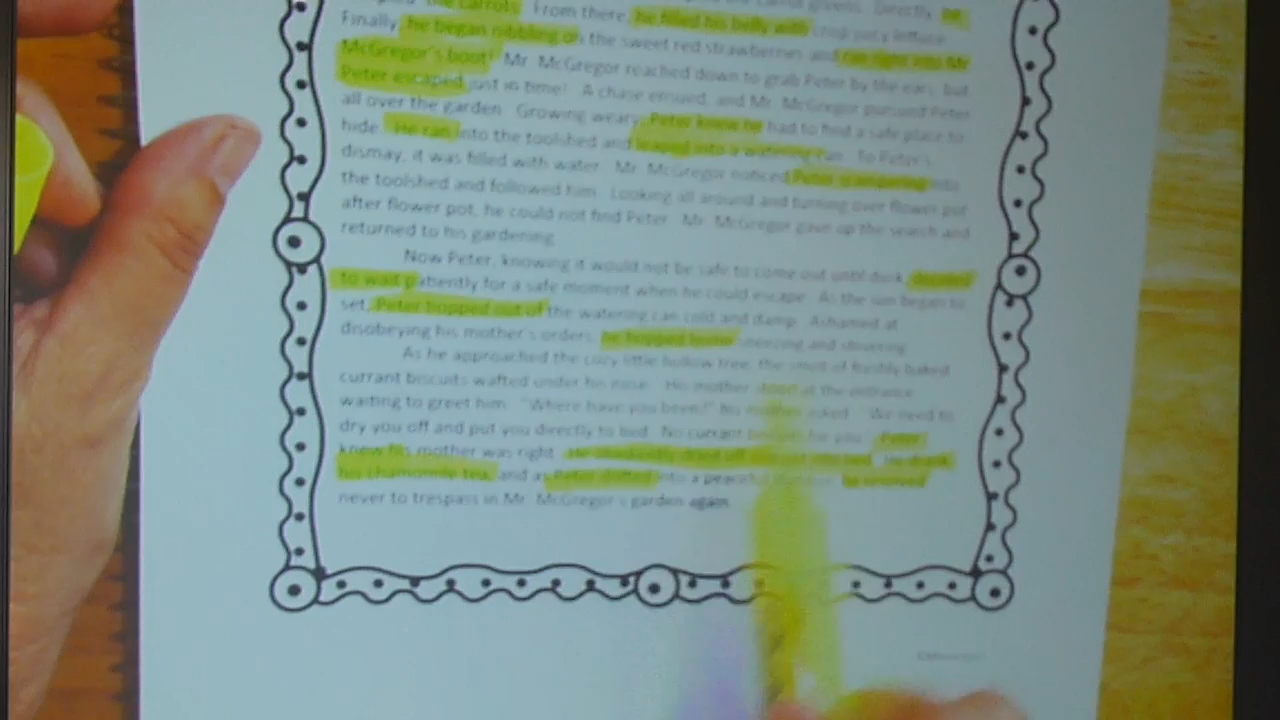 the carrots. From there, he filled his belly with crisp juicy lettuce.
Finally, he began nibbling on the sweet red strawberries and ran right into Mr.
McGregor's boot! Mr. McGregor reached down to grab Peter by the ears, but
Peter escaped just in time! A chase ensued, and Mr. McGregor pursued Peter
all over the garden. Growing weary, Peter knew he had to find a safe place to
hide. He ran into the toolshed and leaped into a watering can. To Peter's
dismay, it was filled with water. Mr. McGregor noticed Peter scampering into
the toolshed and followed him. Looking all around and turning over flower pot
after flower pot, he could not find Peter. Mr. McGregor gave up the search and
returned to his gardening.
Now Peter, knowing it would not be safe to come out until dusk, decided
to wait patiently for a safe moment when he could escape. As the sun began to
set, Peter hopped out of the watering can cold and damp. Ashamed at
disobeying his mother's orders, he hopped home sneezing and shivering.
As he approached the cozy little hollow tree, the smell of freshly baked
currant biscuits wafted under his nose. His mother stood at the entrance
waiting to greet him. "Where have you been?" his mother asked. "We need to
dry you off and put you directly to bed. No currant biscuits for you. Peter
knew his mother was right. He obediently dried off and got into bed. He drank
his chamomile tea, and as Peter drifted into a peaceful he resolved
never to trespass in Mr. McGregor's garden again.